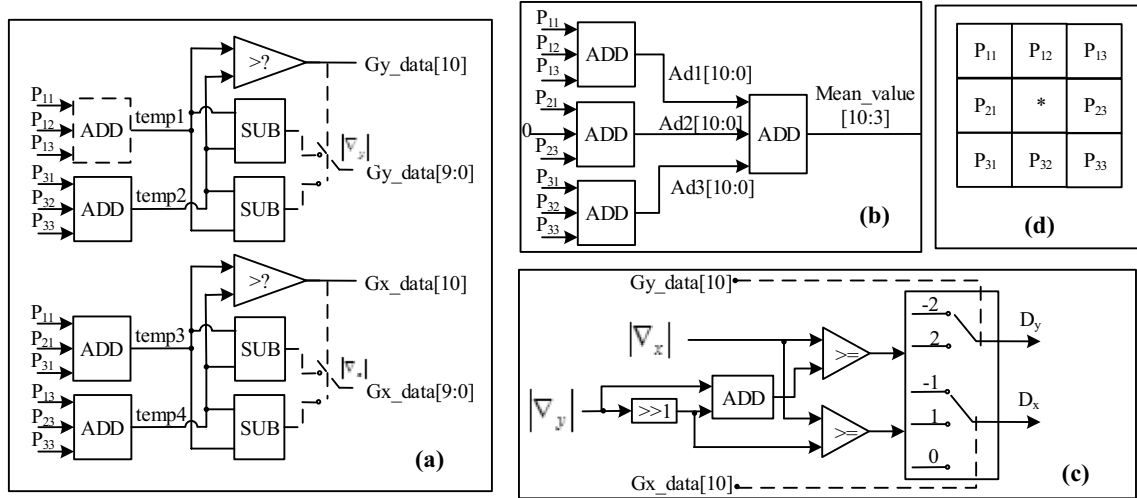 P11
P12
P13
ADD
temp1
P31
P32
P33
ADD
temp2
>?
SUB
SUB
Gy_data[10]
|∇y|
Gy_data[9:0]
P11
P21
P31
ADD
temp3
P13
P23
P33
ADD
temp4
>?
SUB
SUB
Gx_data[10]
|∇x|
Gx_data[9:0]
(a)
P11
P12
P13
ADD
Ad1[10:0]
P21
0
P23
ADD
Ad2[10:0]
P31
P32
P33
ADD
Ad3[10:0]
ADD
Mean_value
[10:3]
(b)
P11 P12 P13
P21 * P23
P31 P32 P33
(d)
Gy_data[10]
|∇x|
|∇y|
>>1
ADD
>=
>=
-2
2
-1
1
0
Dy
Dx
Gx_data[10]
(c)